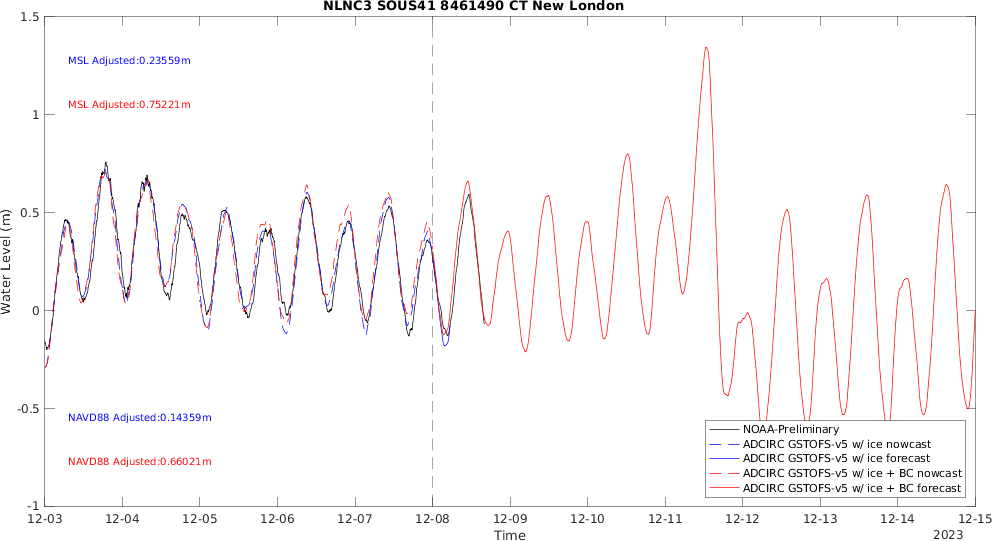 NLNC3 SOUS41 8461490 CT New London
1.5
1
0.5
0
-0.5
-1
Water Level (m)
MSL Adjusted:0.23559m
MSL Adjusted:0.75221m
NAVD88 Adjusted:0.14359m
NAVD88 Adjusted:0.66021m
NOAA-Preliminary
ADCIRC GSTOFS-v5 w/ ice nowcast
ADCIRC GSTOFS-v5 w/ ice forecast
ADCIRC GSTOFS-v5 w/ ice + BC nowcast
ADCIRC GSTOFS-v5 w/ ice + BC forecast
12-03 12-04 12-05 12-06 12-07 12-08 12-09 12-10 12-11 12-12 12-13 12-14 12-15
Time
2023